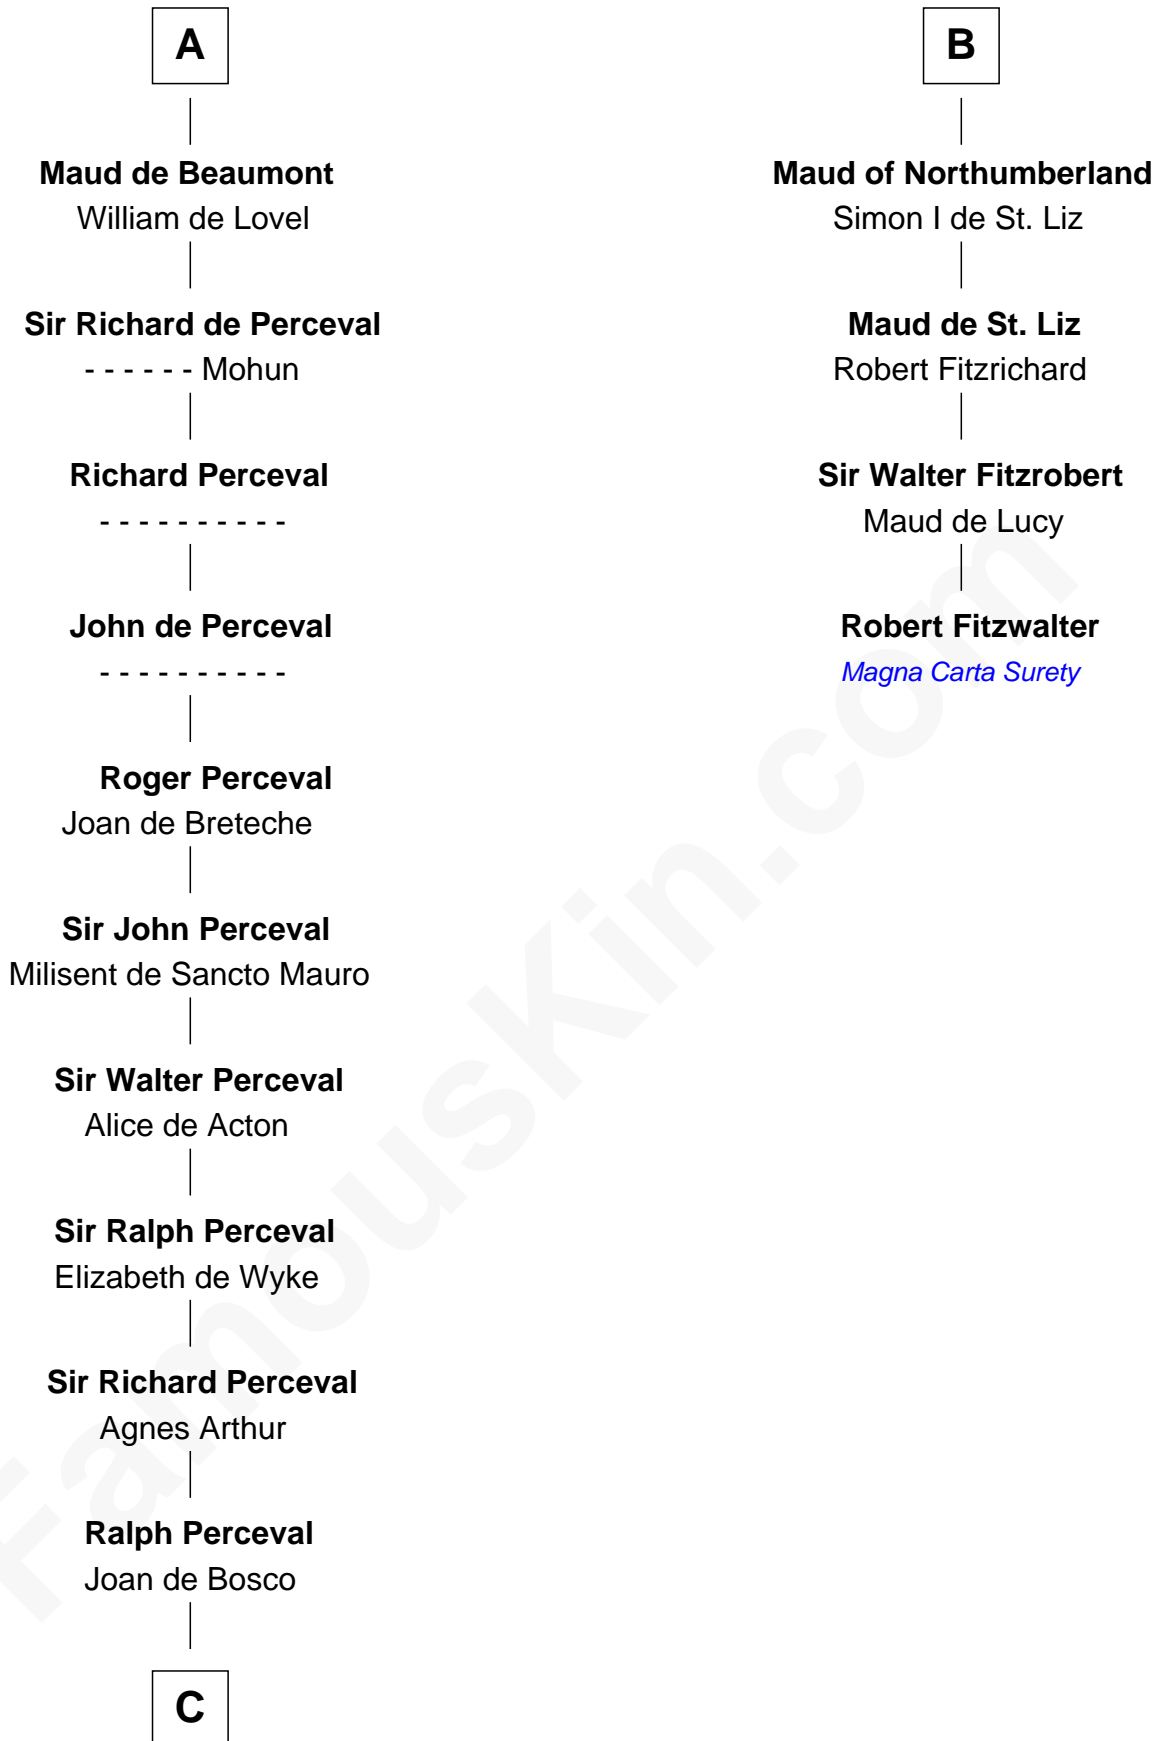 A
Maud de Beaumont
William de Lovel
Sir Richard de Perceval
- - - - - - Mohun
Richard Perceval
- - - - - - - - - -
John de Perceval
- - - - - - - - - -
Roger Perceval
Joan de Breteche
Sir John Perceval
Milisent de Sancto Mauro
Sir Walter Perceval
Alice de Acton
Sir Ralph Perceval
Elizabeth de Wyke
Sir Richard Perceval
Agnes Arthur
Ralph Perceval
Joan de Bosco
C
B
Maud of Northumberland
Simon I de St. Liz
Maud de St. Liz
Robert Fitzrichard
Sir Walter Fitzrobert
Maud de Lucy
Robert Fitzwalter
Magna Carta Surety
FamousKin.com